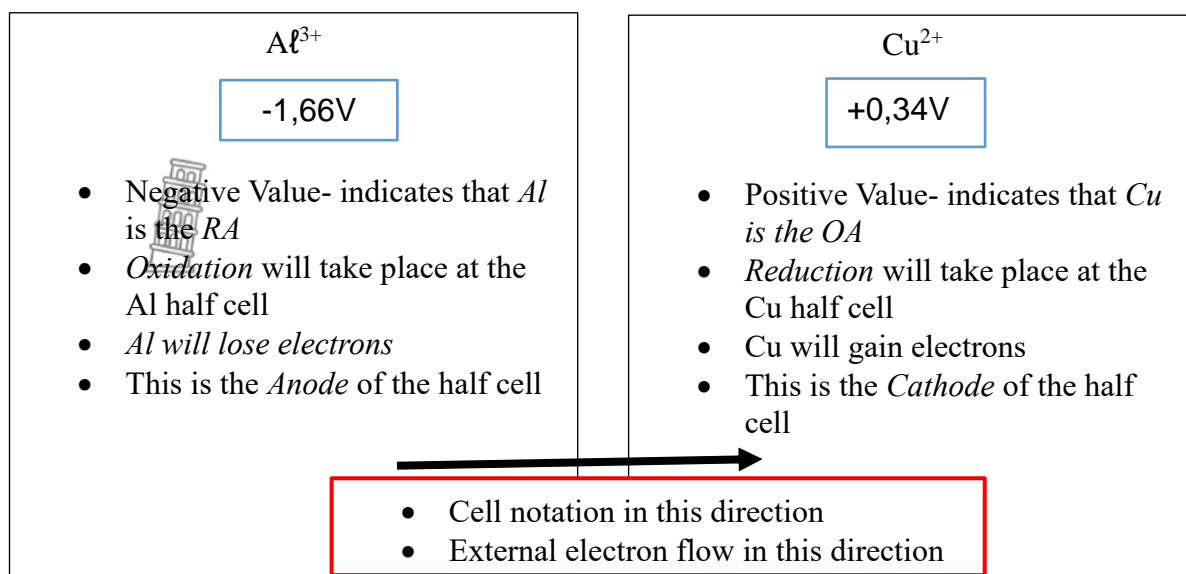 Aℓ³⁺
-1,66V
• Negative Value- indicates that Al
is the RA
• Oxidation will take place at the
Al half cell
• Al will lose electrons
• This is the Anode of the half cell
Cu²⁺
+0,34V
• Positive Value- indicates that Cu
is the OA
• Reduction will take place at the
Cu half cell
• Cu will gain electrons
• This is the Cathode of the half
cell
• Cell notation in this direction
• External electron flow in this direction